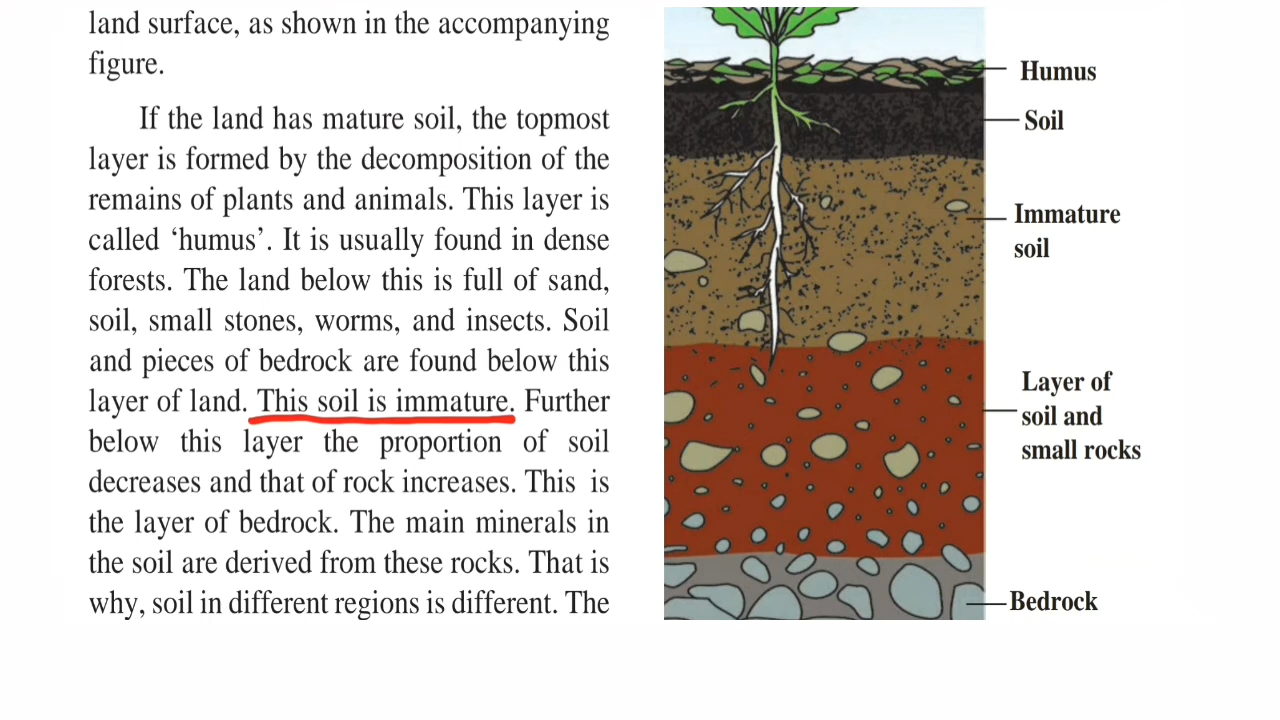 land surface, as shown in the accompanying
figure.
If the land has mature soil, the topmost
layer is formed by the decomposition of the
remains of plants and animals. This layer is
called ‘humus’. It is usually found in dense
forests. The land below this is full of sand,
soil, small stones, worms, and insects. Soil
and pieces of bedrock are found below this
layer of land. This soil is immature. Further
below this layer the proportion of soil
decreases and that of rock increases. This is
the layer of bedrock. The main minerals in
the soil are derived from these rocks. That is
why, soil in different regions is different. The
Humus
Soil
Immature
soil
Layer of
soil and
small rocks
Bedrock